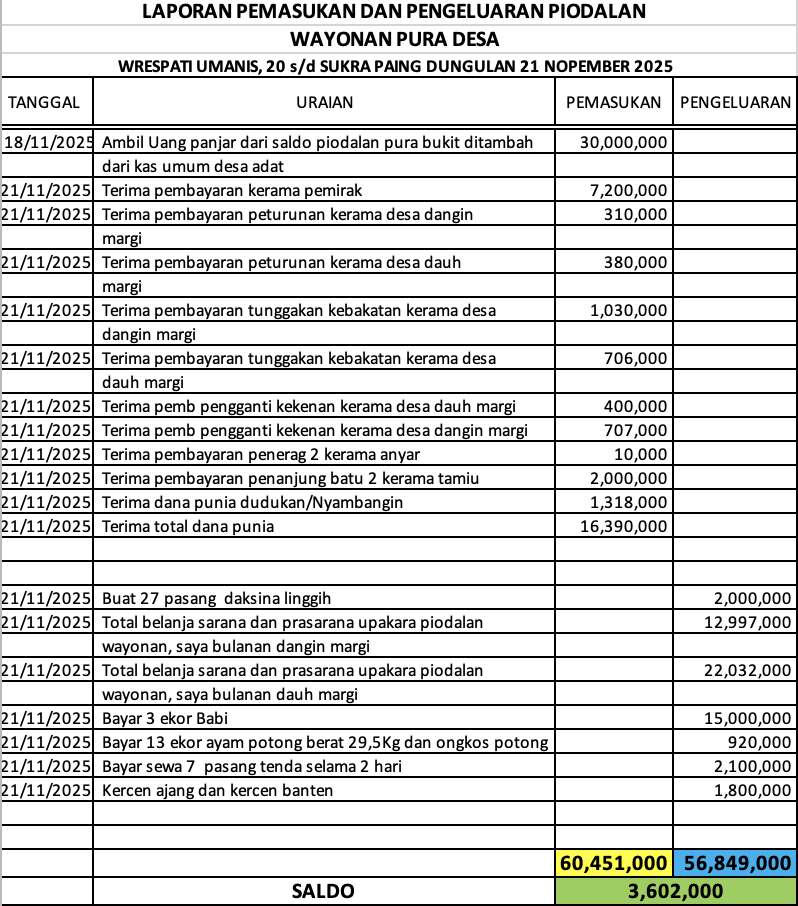 LAPORAN PEMASUKAN DAN PENGELUARAN PIODALAN
WAYONAN PURA DESA
WRESPATI UMANIS, 20 s/d SUKRA PAING DUNGULAN 21 NOPEMBER 2025
TANGGAL URAIAN PEMASUKAN PENGELUARAN
18/11/2025 Ambil Uang panjar dari saldo piodalan pura bukit ditambah 30,000,000
dari kas umum desa adat
21/11/2025 Terima pembayaran kerama pemirak 7,200,000
21/11/2025 Terima pembayaran peturunan kerama desa dangin 310,000
margi
21/11/2025 Terima pembayaran peturunan kerama desa dauh 380,000
margi
21/11/2025 Terima pembayaran tunggakan kebakatan kerama desa 1,030,000
dangin margi
21/11/2025 Terima pembayaran tunggakan kebakatan kerama desa 706,000
dauh margi
21/11/2025 Terima pemb pengganti kekenan kerama desa dauh margi 400,000
21/11/2025 Terima pemb pengganti kekenan kerama desa dangin margi 707,000
21/11/2025 Terima pembayaran penerag 2 kerama anyar 10,000
21/11/2025 Terima pembayaran penanjung batu 2 kerama tamiu 2,000,000
21/11/2025 Terima dana punia dudukan/Nyambangin 1,318,000
21/11/2025 Terima total dana punia 16,390,000
21/11/2025 Buat 27 pasang daksina linggih 2,000,000
21/11/2025 Total belanja sarana dan prasarana upakara piodalan 12,997,000
wayonan, saya bulanan dangin margi
21/11/2025 Total belanja sarana dan prasarana upakara piodalan 22,032,000
wayonan, saya bulanan dauh margi
21/11/2025 Bayar 3 ekor Babi 15,000,000
21/11/2025 Bayar 13 ekor ayam potong berat 29,5Kg dan ongkos potong 920,000
21/11/2025 Bayar sewa 7 pasang tenda selama 2 hari 2,100,000
21/11/2025 Kercen ajang dan kercen banten 1,800,000
60,451,000 56,849,000
SALDO 3,602,000